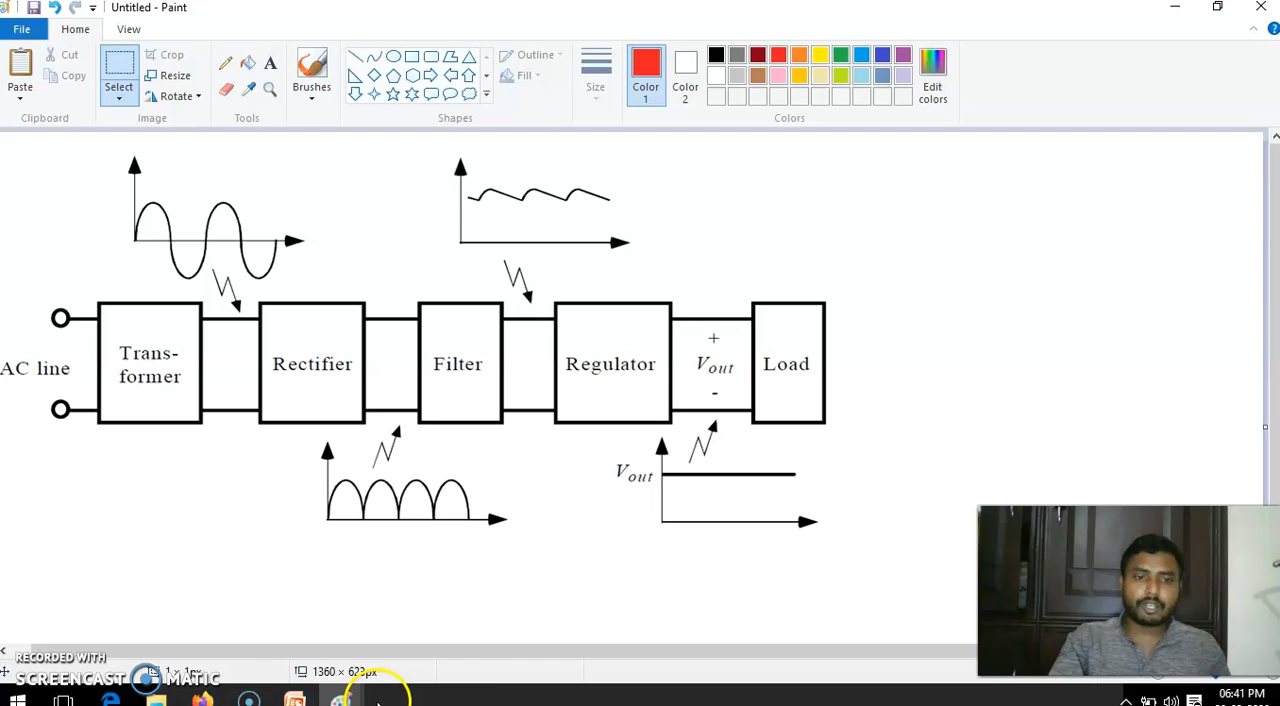 Untitled - Paint
File
Home
View
Paste
Cut
Copy
Clipboard
Select
Crop
Resize
Rotate
Image
Tools
Brushes
Shapes
Outline
Fill
Size
Color 1
Color 2
Edit colors
Colors
AC line
Trans-
former
Rectifier
Filter
Regulator
+
Vout
-
Load
Vout
RECORDED WITH
SCREENCAST MATIC
1 × 1px
1360 × 623px
06:41 PM